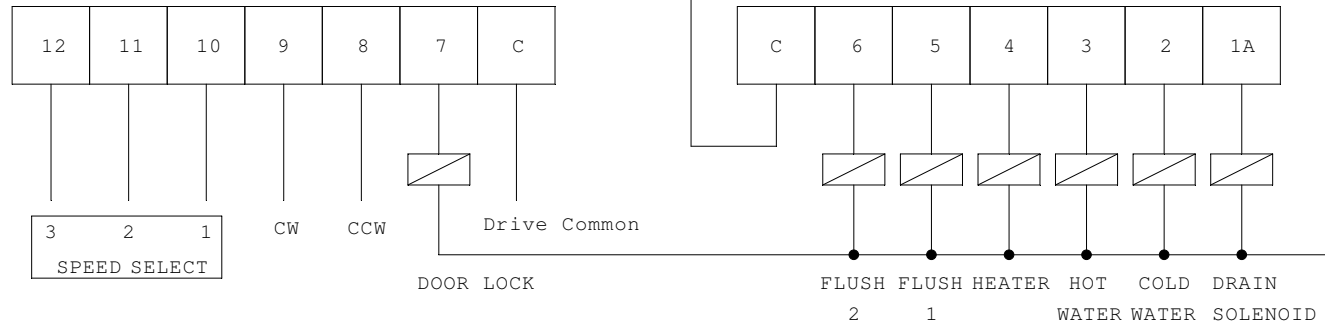 12 11 10 9 8 7 C C 6 5 4 3 2 1A
3 2 1 CW CCW Drive Common
SPEED SELECT
DOOR LOCK FLUSH FLUSH HEATER HOT COLD DRAIN
2 1 WATER WATER SOLENOID